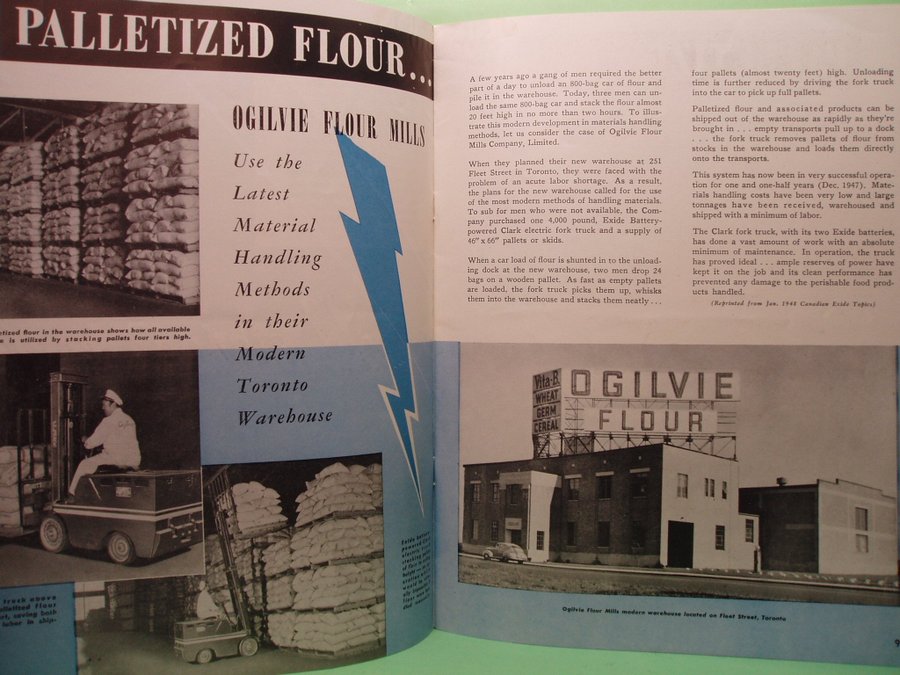 PALLETIZED FLOUR...
OGILVIE FLOUR MILLS
Use the
Latest
Material
Handling
Methods
in their
Modern
Toronto
Warehouse
letized flour in the warehouse shows how all available
is utilized by stacking pallets four tiers high.
truck above
palletized flour
saving both
labor in ship-
Exide battery
powered
A few years ago a gang of men required the better
part of a day to unload an 800-bag car of flour and
pile it in the warehouse. Today, three men can un-
load the same 800-bag car and stack the flour almost
20 feet high in no more than two hours. To illus-
trate this modern development in materials handling
methods, let us consider the case of Ogilvie Flour
Mills Company, Limited.
When they planned their new warehouse at 251
Fleet Street in Toronto, they were faced with the
problem of an acute labor shortage. As a result,
the plans for the new warehouse called for the use
of the most modern methods of handling materials.
To sub for men who were not available, the Com-
pany purchased one 4,000 pound, Exide Battery-
powered Clark electric fork truck and a supply of
46" x 66" pallets or skids.
When a car load of flour is shunted in to the unload-
ing dock at the new warehouse, two men drop 24
bags on a wooden pallet. As fast as empty pallets
are loaded, the fork truck picks them up, whisks
them into the warehouse and stacks them neatly ...
four pallets (almost twenty feet) high. Unloading
time is further reduced by driving the fork truck
into the car to pick up full pallets.
Palletized flour and associated products can be
shipped out of the warehouse as rapidly as they're
brought in ... empty transports pull up to a dock
... the fork truck removes pallets of flour from
stocks in the warehouse and loads them directly
onto the transports.
This system has now been in very successful opera-
tion for one and one-half years (Dec. 1947). Mate-
rials handling costs have been very low and large
tonnages have been received, warehoused and
shipped with a minimum of labor.
The Clark fork truck, with its two Exide batteries,
has done a vast amount of work with an absolute
minimum of maintenance. In operation, the truck
has proved ideal ... ample reserves of power have
kept it on the job and its clean performance has
prevented any damage to the perishable food prod-
ucts handled.
(Reprinted from Jan. 1948 Canadian Exide Topics)
Vita-B
WHEAT
GERM
CEREAL
OGILVIE
FLOUR
Ogilvie Flour Mills modern warehouse located on Fleet Street, Toronto
9